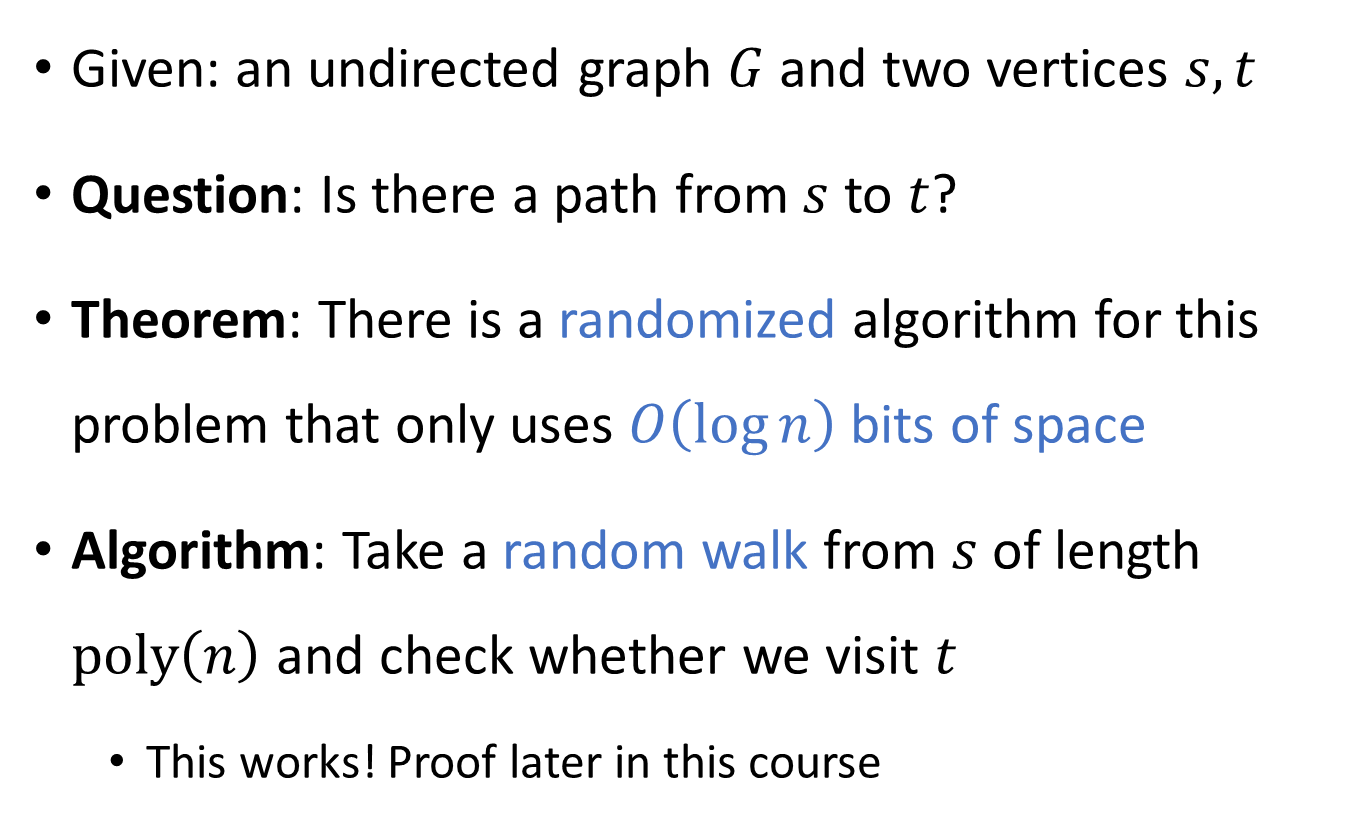 • Given: an undirected graph G and two vertices s, t
• Question: Is there a path from s to t?
• Theorem: There is a randomized algorithm for this
problem that only uses O(log n) bits of space
• Algorithm: Take a random walk from s of length
poly(n) and check whether we visit t
• This works! Proof later in this course